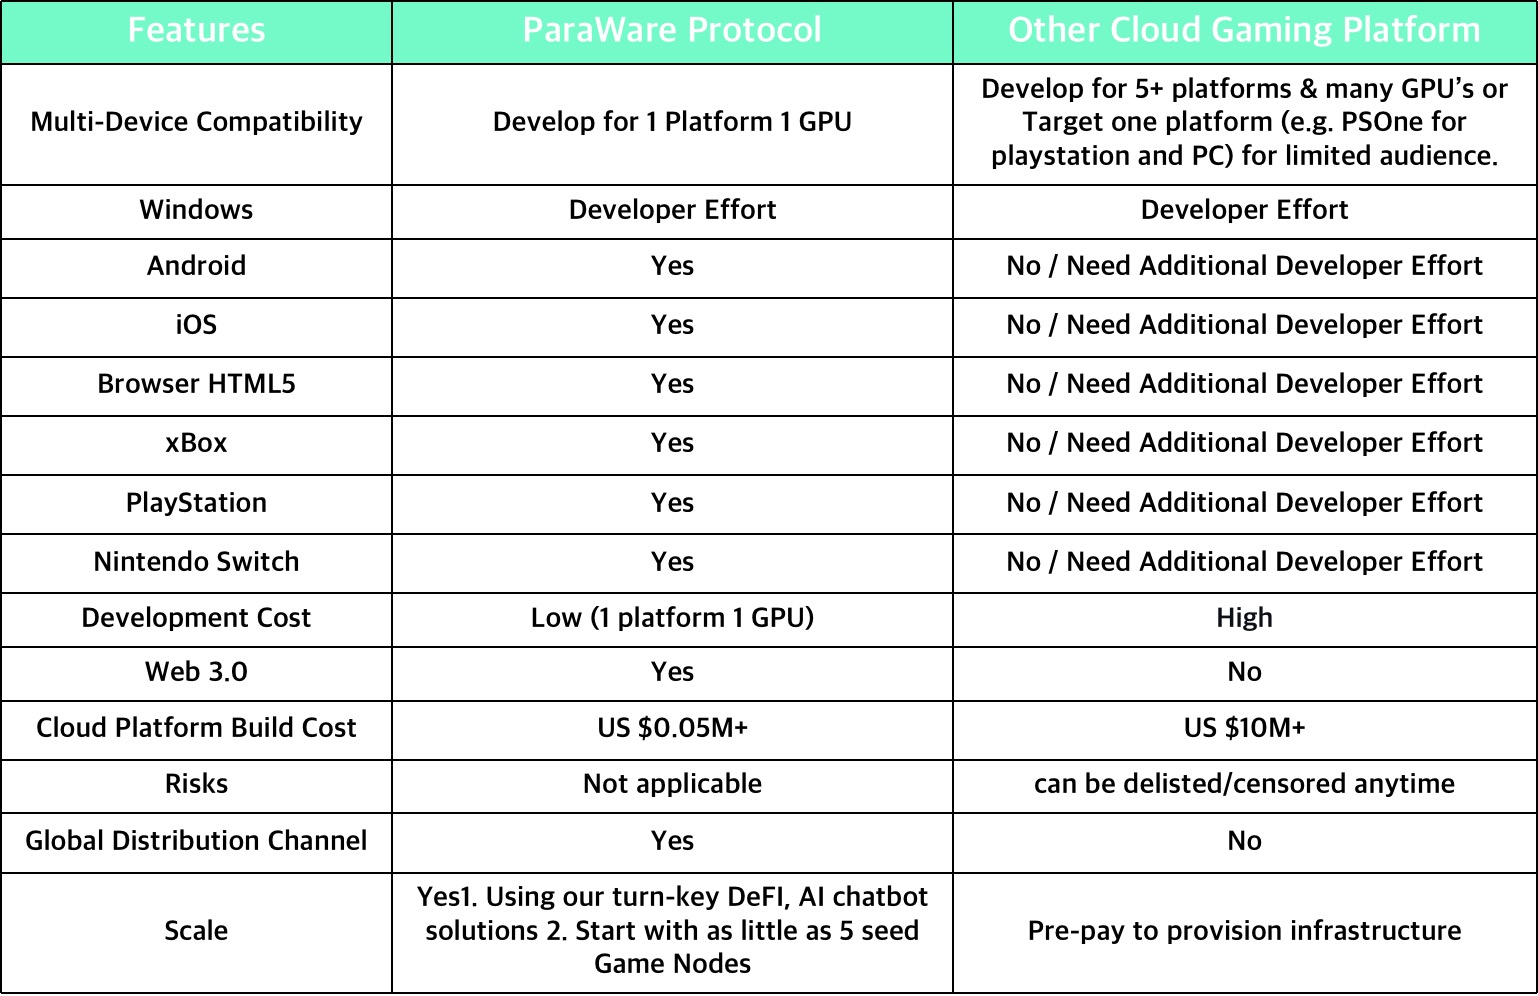 Features ParaWare Protocol Other Cloud Gaming Platform
Multi-Device Compatibility
Develop for 1 Platform 1 GPU
Develop for 5+ platforms & many GPU’s or
Target one platform (e.g. PSOne for
playstation and PC) for limited audience.
Windows Developer Effort Developer Effort
Android Yes No / Need Additional Developer Effort
iOS Yes No / Need Additional Developer Effort
Browser HTML5 Yes No / Need Additional Developer Effort
xBox Yes No / Need Additional Developer Effort
PlayStation Yes No / Need Additional Developer Effort
Nintendo Switch Yes No / Need Additional Developer Effort
Development Cost Low (1 platform 1 GPU) High
Web 3.0 Yes No
Cloud Platform Build Cost US $0.05M+ US $10M+
Risks Not applicable can be delisted/censored anytime
Global Distribution Channel Yes No
Scale
Yes1. Using our turn-key DeFI, AI chatbot
solutions 2. Start with as little as 5 seed
Game Nodes
Pre-pay to provision infrastructure